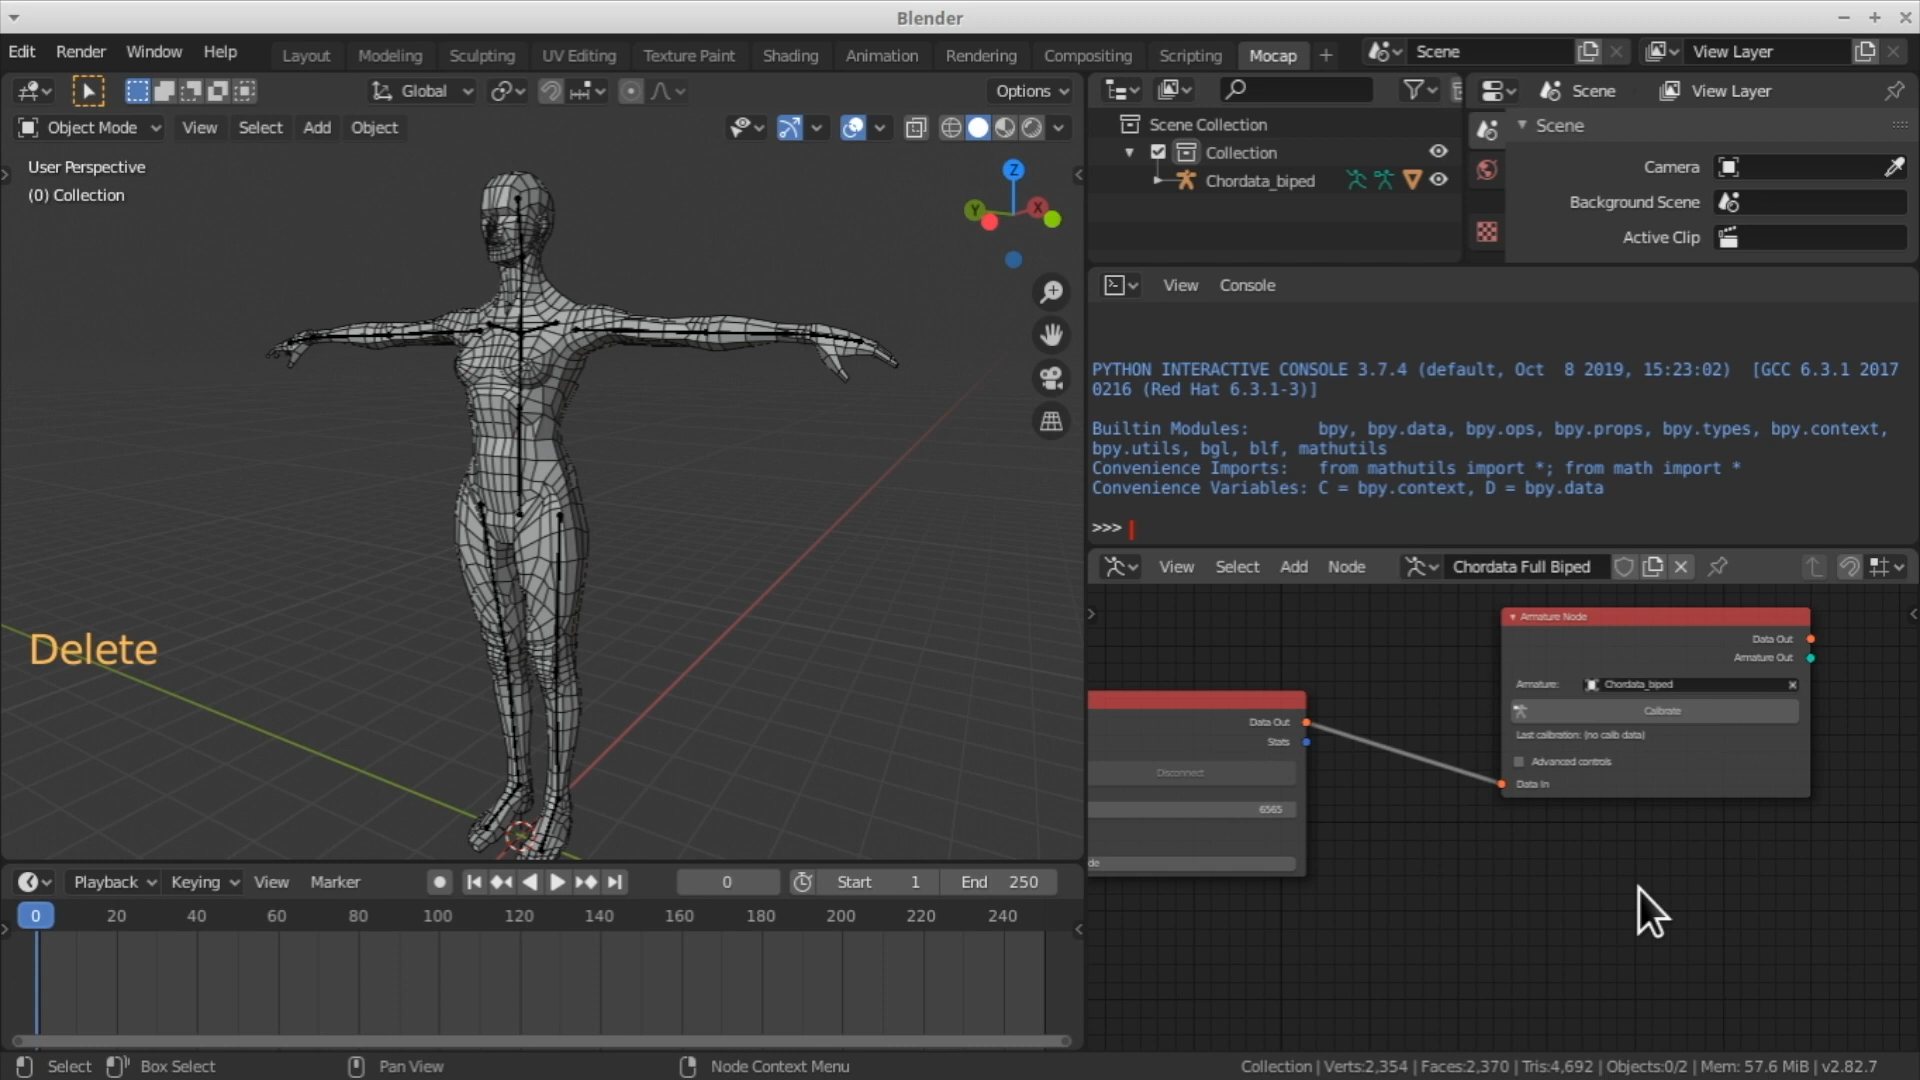 Blender
Edit Render Window Help Layout Modeling Sculpting UV Editing Texture Paint Shading Animation Rendering Compositing Scripting Mocap + Scene View Layer
Global Options
Object Mode View Select Add Object
User Perspective
(0) Collection
Z
Y X
Delete
Scene Collection
Collection
Chordata_biped
Scene View Layer
Scene
Camera
Background Scene
Active Clip
View Console
PYTHON INTERACTIVE CONSOLE 3.7.4 (default, Oct  8 2019, 15:23:02)  [GCC 6.3.1 2017
0216 (Red Hat 6.3.1-3)]
Builtin Modules:       bpy, bpy.data, bpy.ops, bpy.props, bpy.types, bpy.context,
bpy.utils, bgl, blf, mathutils
Convenience Imports:   from mathutils import *; from math import *
Convenience Variables: C = bpy.context, D = bpy.data
>>>
View Select Add Node Chordata Full Biped
Data Out
Stats
Disconnect
6565
de
Armature Node
Data Out
Armature Out
Armature: Chordata_biped
Calibrate
Last calibration: (no calib data)
Advanced controls
Data In
Playback Keying View Marker 0 Start 1 End 250
0 20 40 60 80 100 120 140 160 180 200 220 240
Select Box Select Pan View Node Context Menu Collection | Verts:2,354 | Faces:2,370 | Tris:4,692 | Objects:0/2 | Mem: 57.6 MiB | v2.82.7